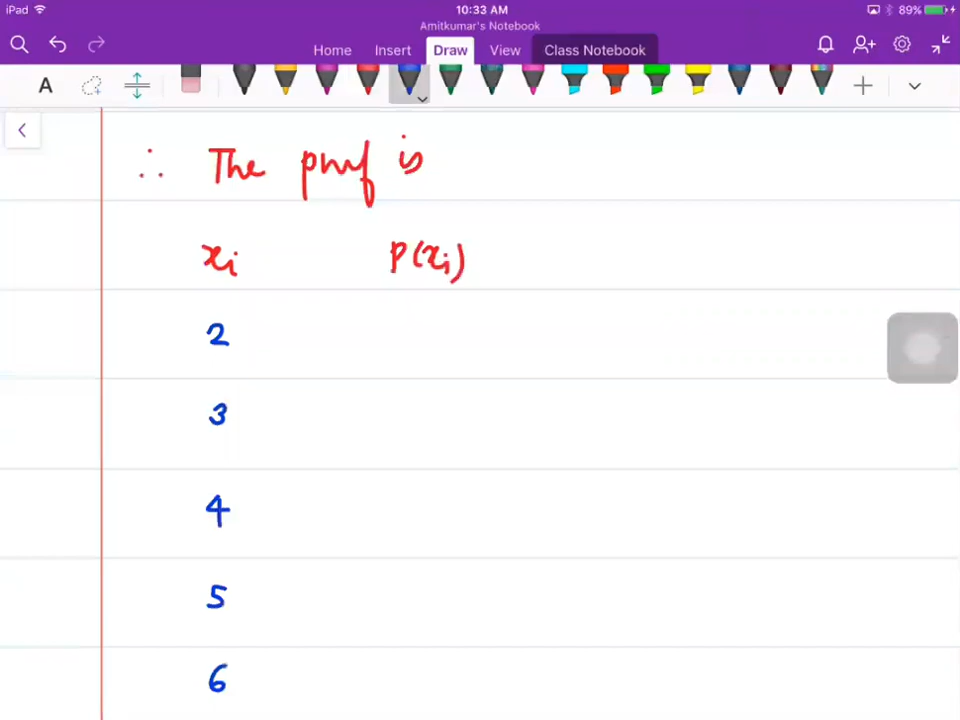 iPad 10:33 AM 89%
Amitkumar's Notebook
Home Insert Draw View Class Notebook
A
∴ The pmf is
xi P(xi)
2
3
4
5
6